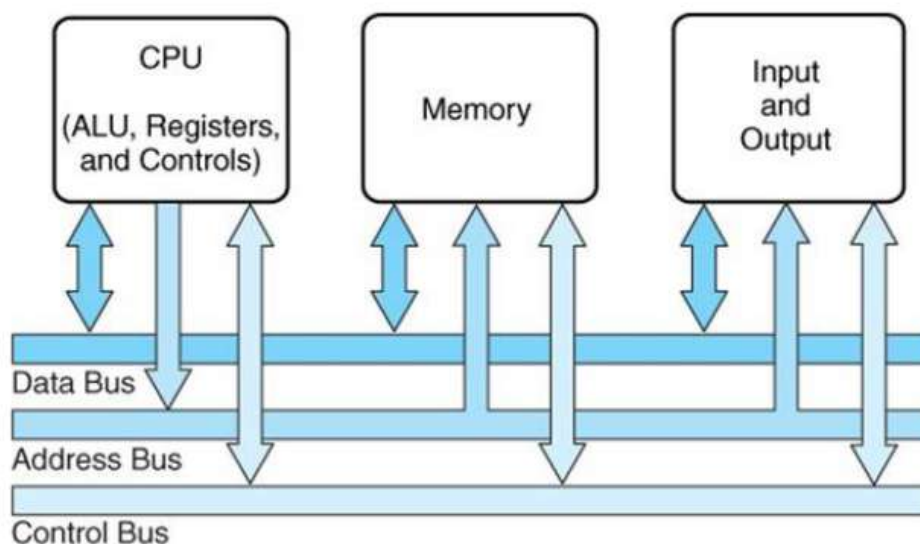 CPU
(ALU, Registers,
and Controls)
Memory
Input
and
Output
Data Bus
Address Bus
Control Bus